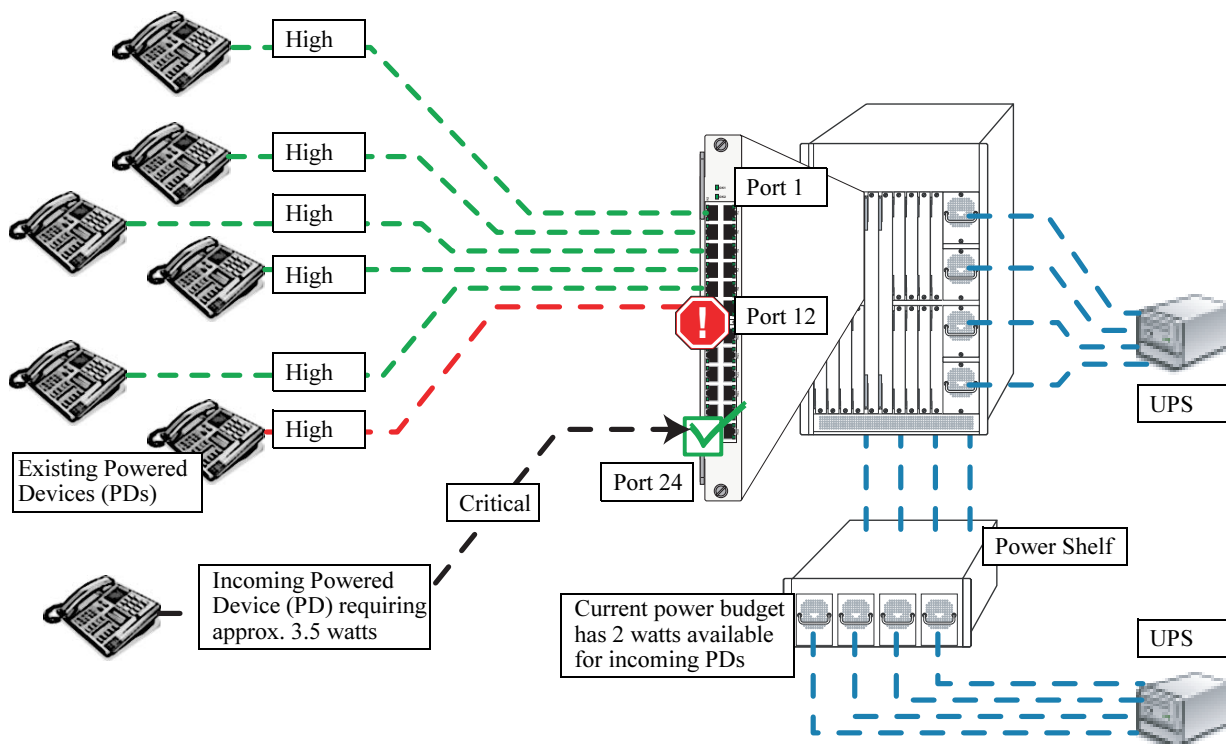 High
High
High
High
High
High
Existing Powered
Devices (PDs)
Port 1
Port 12
!
Port 24
Critical
Incoming Powered
Device (PD) requiring
approx. 3.5 watts
UPS
Power Shelf
Current power budget
has 2 watts available
for incoming PDs
UPS